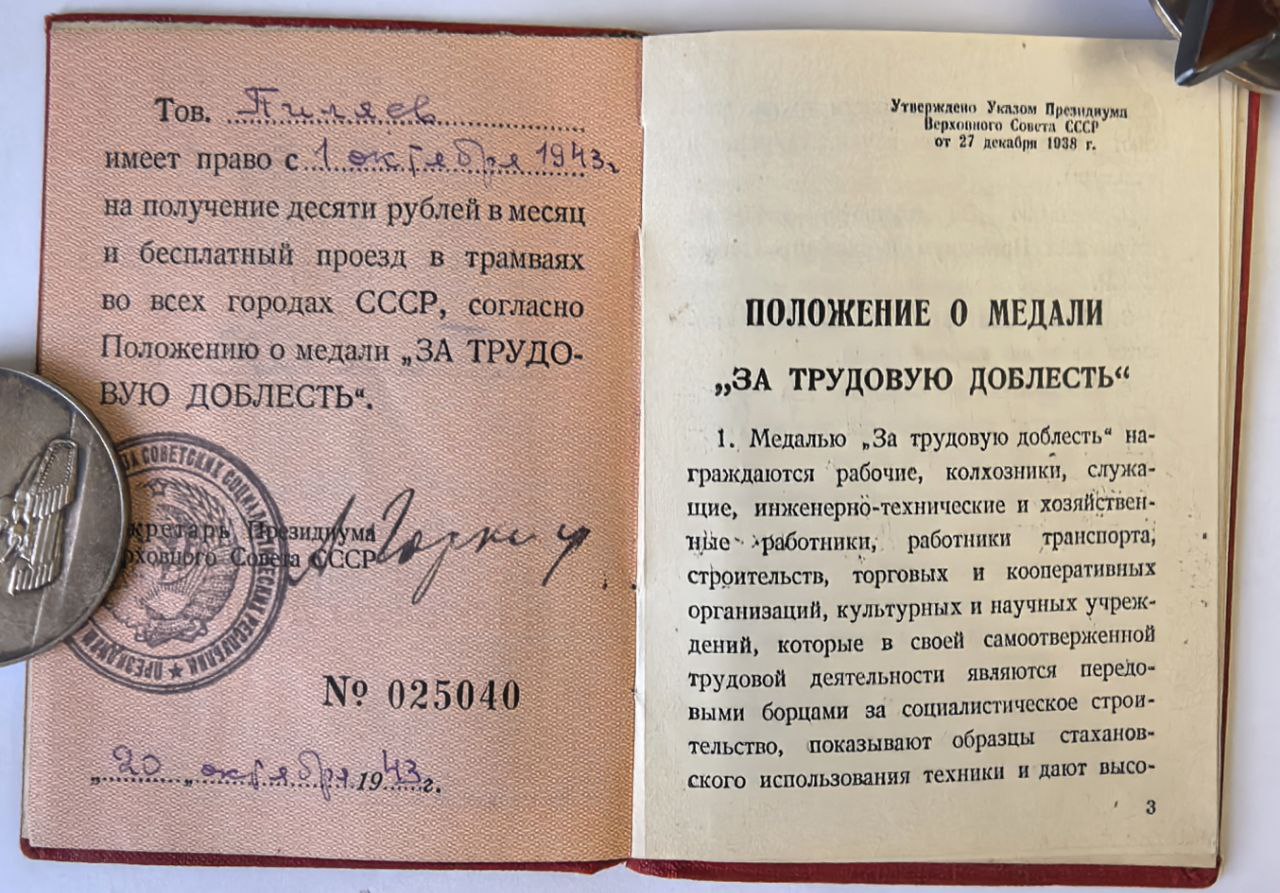 Тов. Пиляев
имеет право с 1 октября 1943 г
на получение десяти рублей в месяц
и бесплатный проезд в трамваях
во всех городах СССР, согласно
Положению о медали „ЗА ТРУДО-
ВУЮ ДОБЛЕСТЬ“.
СОВЕТСКИХ
Президиума
Совета СССР
№ 025040
„20„ октября 1943 г.
Утверждено Указом Президиума
Верховного Совета СССР
от 27 декабря 1938 г.
ПОЛОЖЕНИЕ О МЕДАЛИ
„ЗА ТРУДОВУЮ ДОБЛЕСТЬ“
1. Медалью „За трудовую доблесть“ на-
граждаются рабочие, колхозники, служа-
щие, инженерно-технические и хозяйствен-
ные работники, работники транспорта,
строительств, торговых и кооперативных
организаций, культурных и научных учреж-
дений, которые в своей самоотверженной
трудовой деятельности являются передо-
выми борцами за социалистическое строи-
тельство, показывают образцы стаханов-
ского использования техники и дают высо-
3